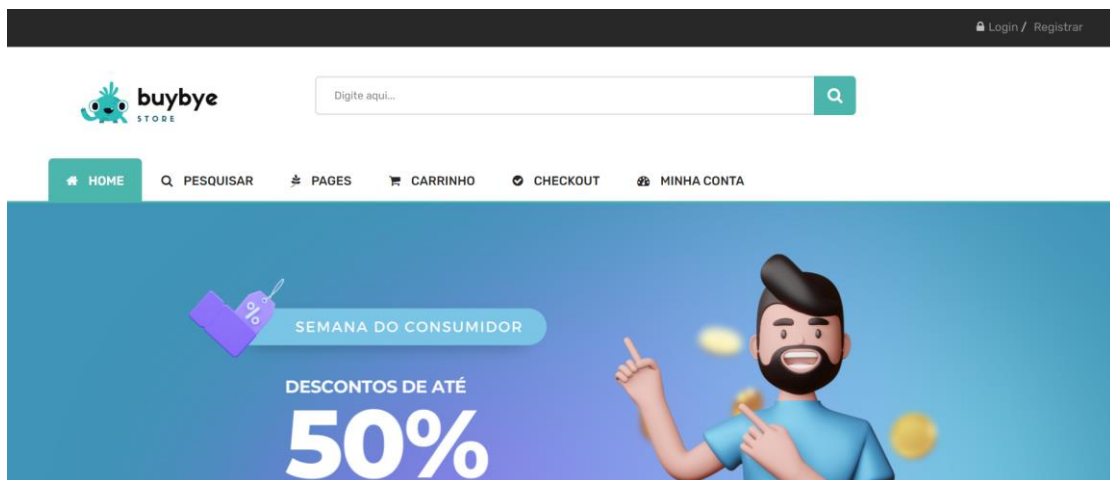 Login / Registrar
buybye
STORE
Digite aqui...
HOME PESQUISAR PAGES CARRINHO CHECKOUT MINHA CONTA
%
SEMANA DO CONSUMIDOR
DESCONTOS DE ATÉ
50%